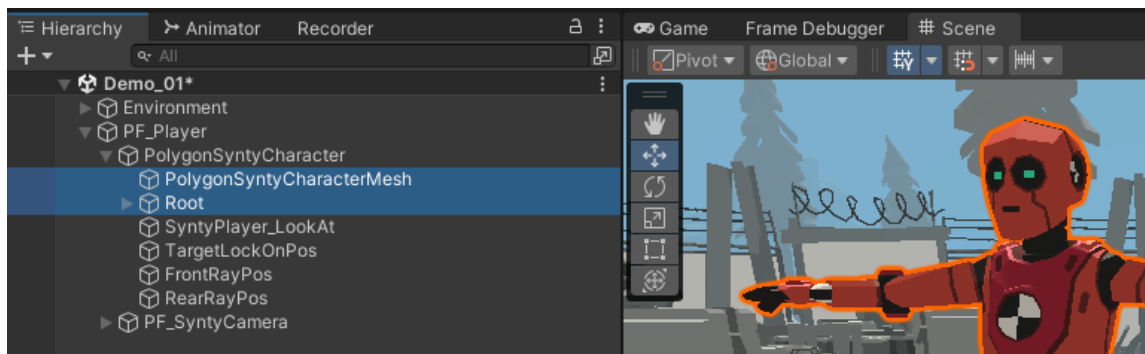 Hierarchy Animator Recorder
All
Demo_01*
Environment
PF_Player
PolygonSyntyCharacter
PolygonSyntyCharacterMesh
Root
SyntyPlayer_LookAt
TargetLockOnPos
FrontRayPos
RearRayPos
PF_SyntyCamera
Game Frame Debugger Scene
Pivot Global